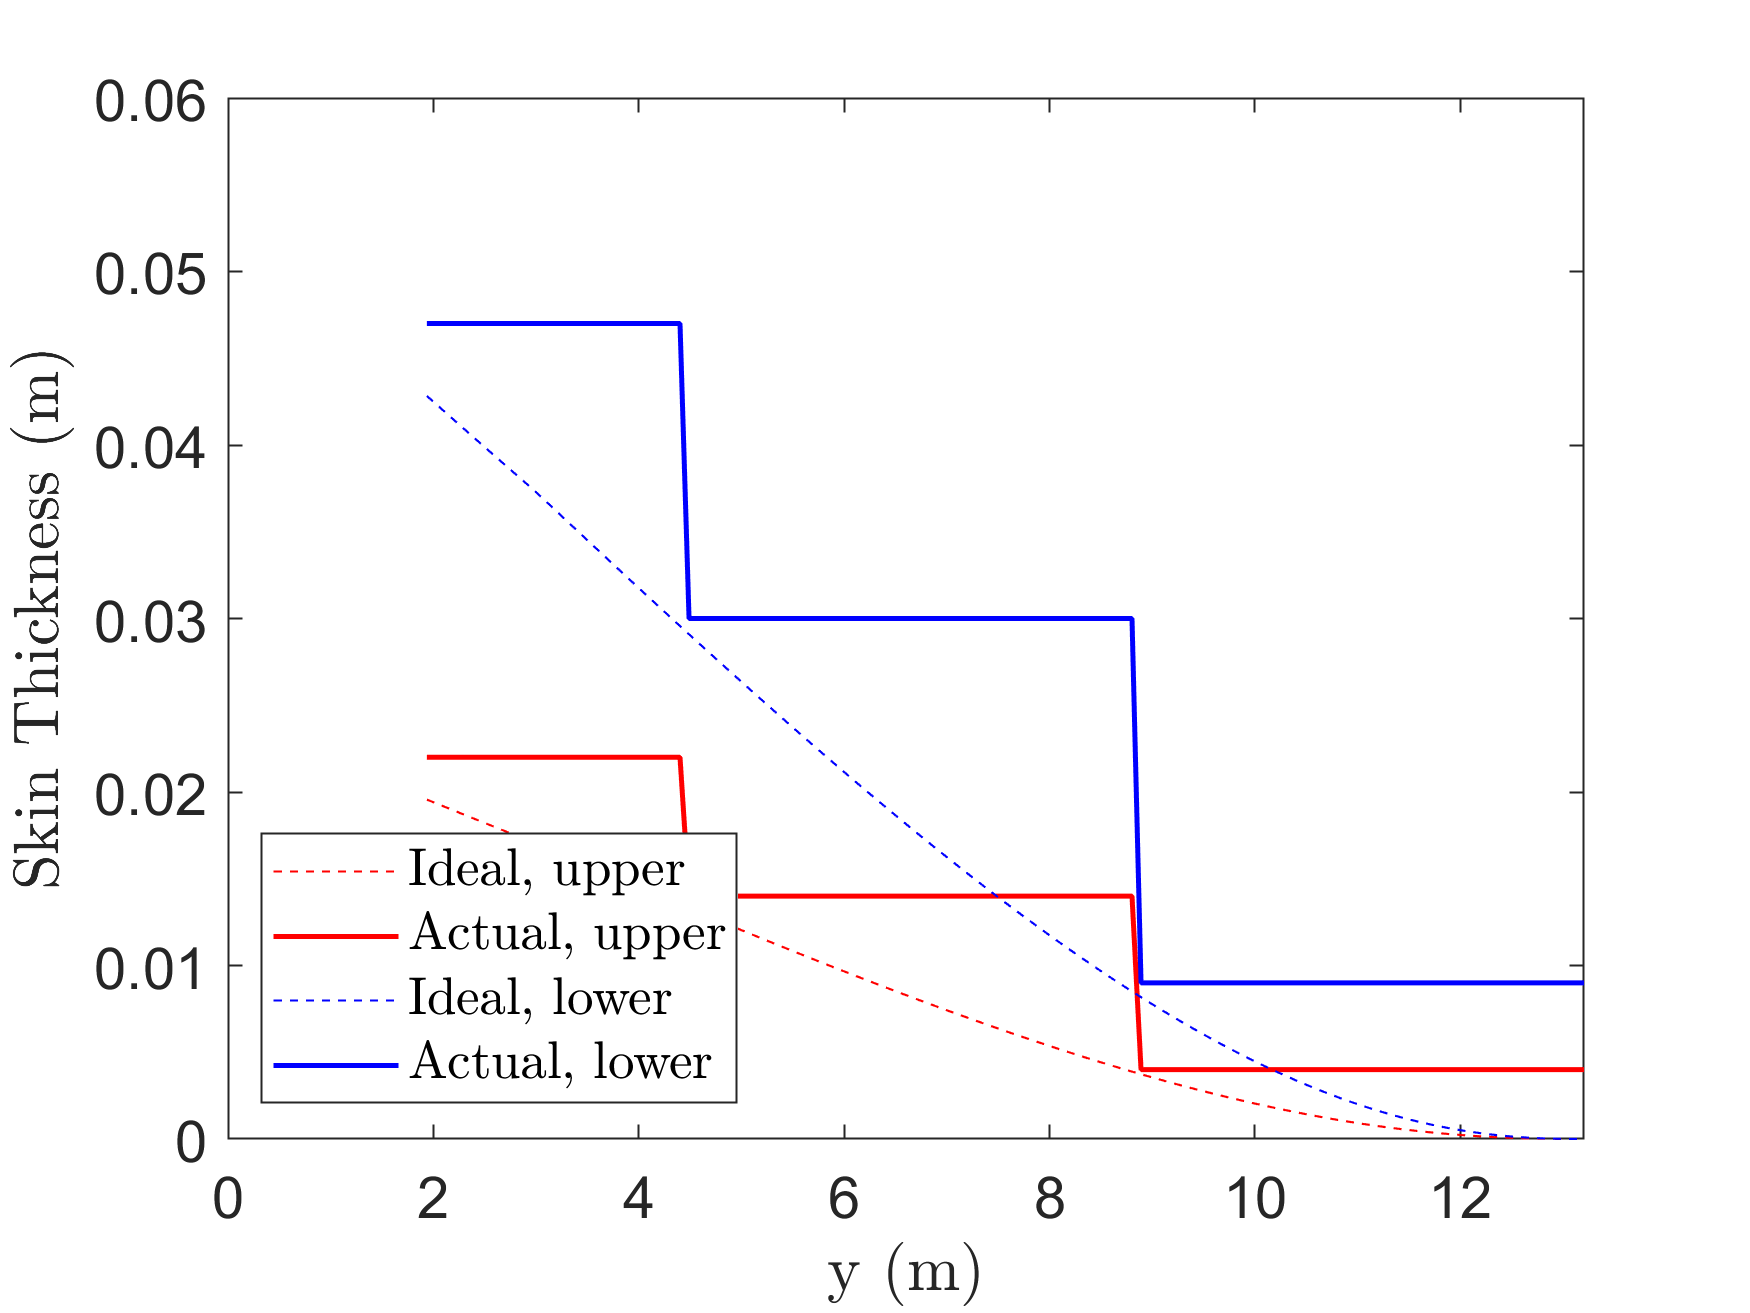 0.06
0.05
0.04
0.03
0.02
0.01
0
Skin Thickness (m)
Ideal, upper
Actual, upper
Ideal, lower
Actual, lower
0 2 4 6 8 10 12
y (m)